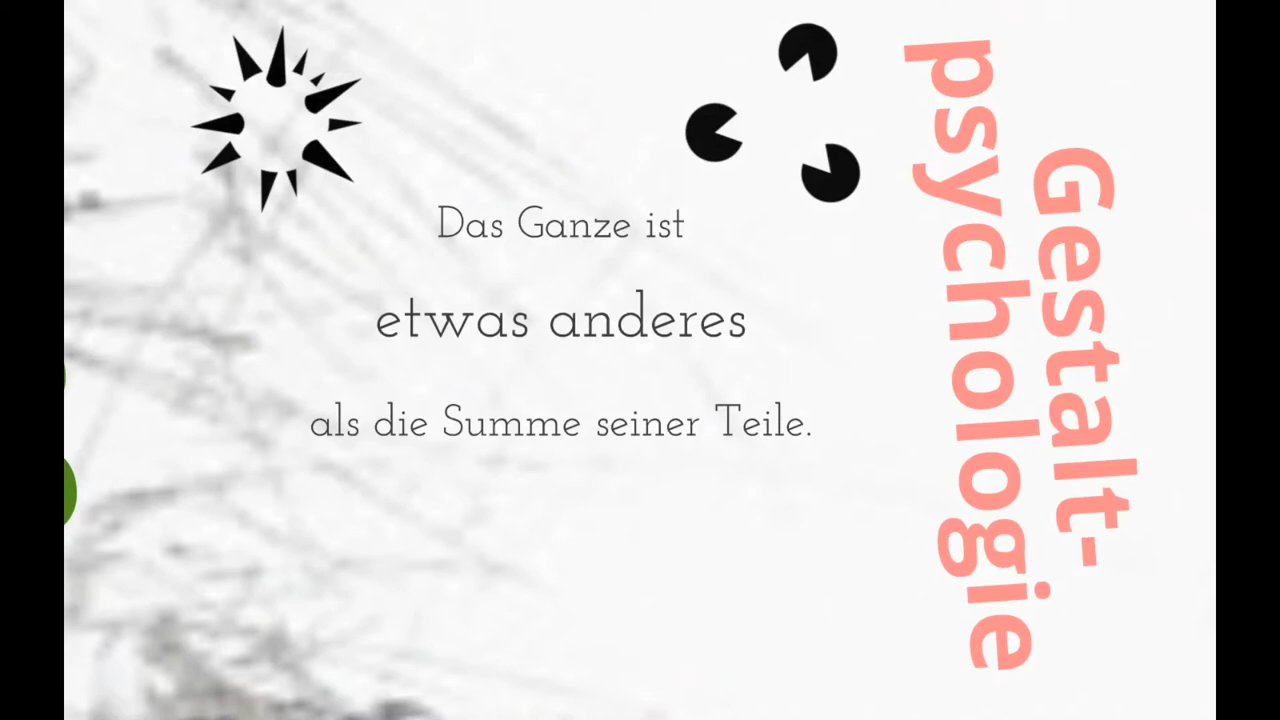 Das Ganze ist
etwas anderes
als die Summe seiner Teile.
Gestalt-
psychologie